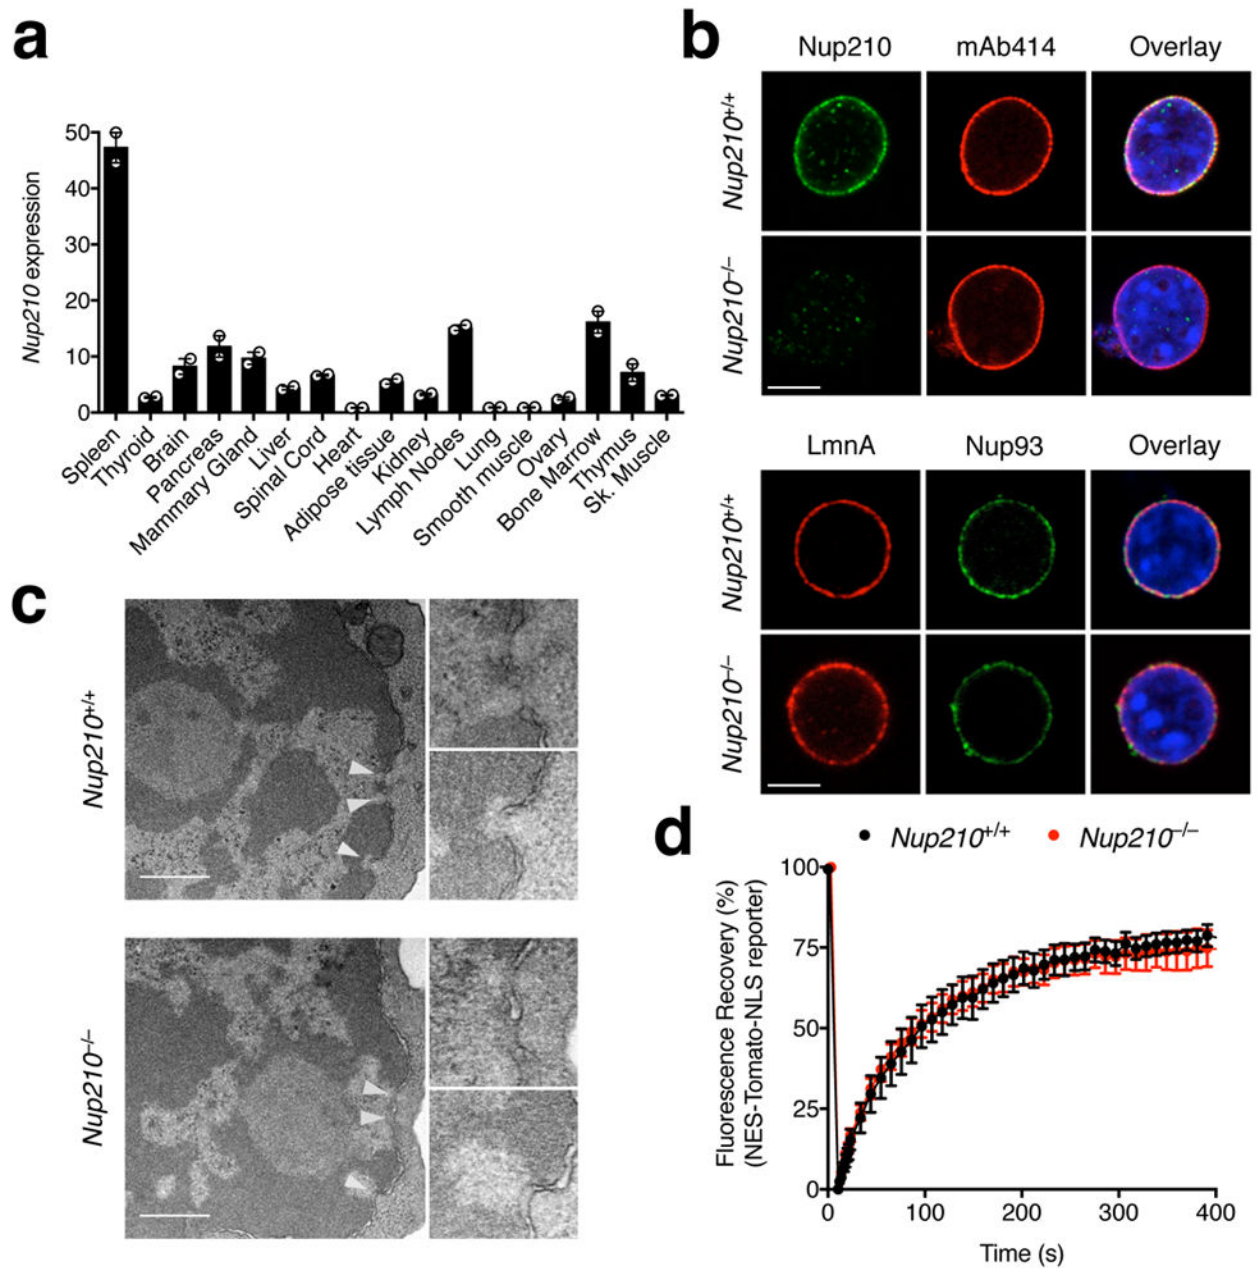 a
Nup210 expression
50
40
30
20
10
0
Spleen
Thyroid
Brain
Pancreas
Mammary Gland
Liver
Spinal Cord
Heart
Adipose tissue
Kidney
Lymph Nodes
Lung
Smooth muscle
Ovary
Bone Marrow
Thymus
Sk. Muscle
b
Nup210 mAb414 Overlay
Nup210+/+
Nup210–/–
LmnA Nup93 Overlay
Nup210+/+
Nup210–/–
c
Nup210+/+
Nup210–/–
d
Nup210+/+ Nup210–/–
Fluorescence Recovery (%)
(NES-Tomato-NLS reporter)
100
75
50
25
0
0 100 200 300 400
Time (s)